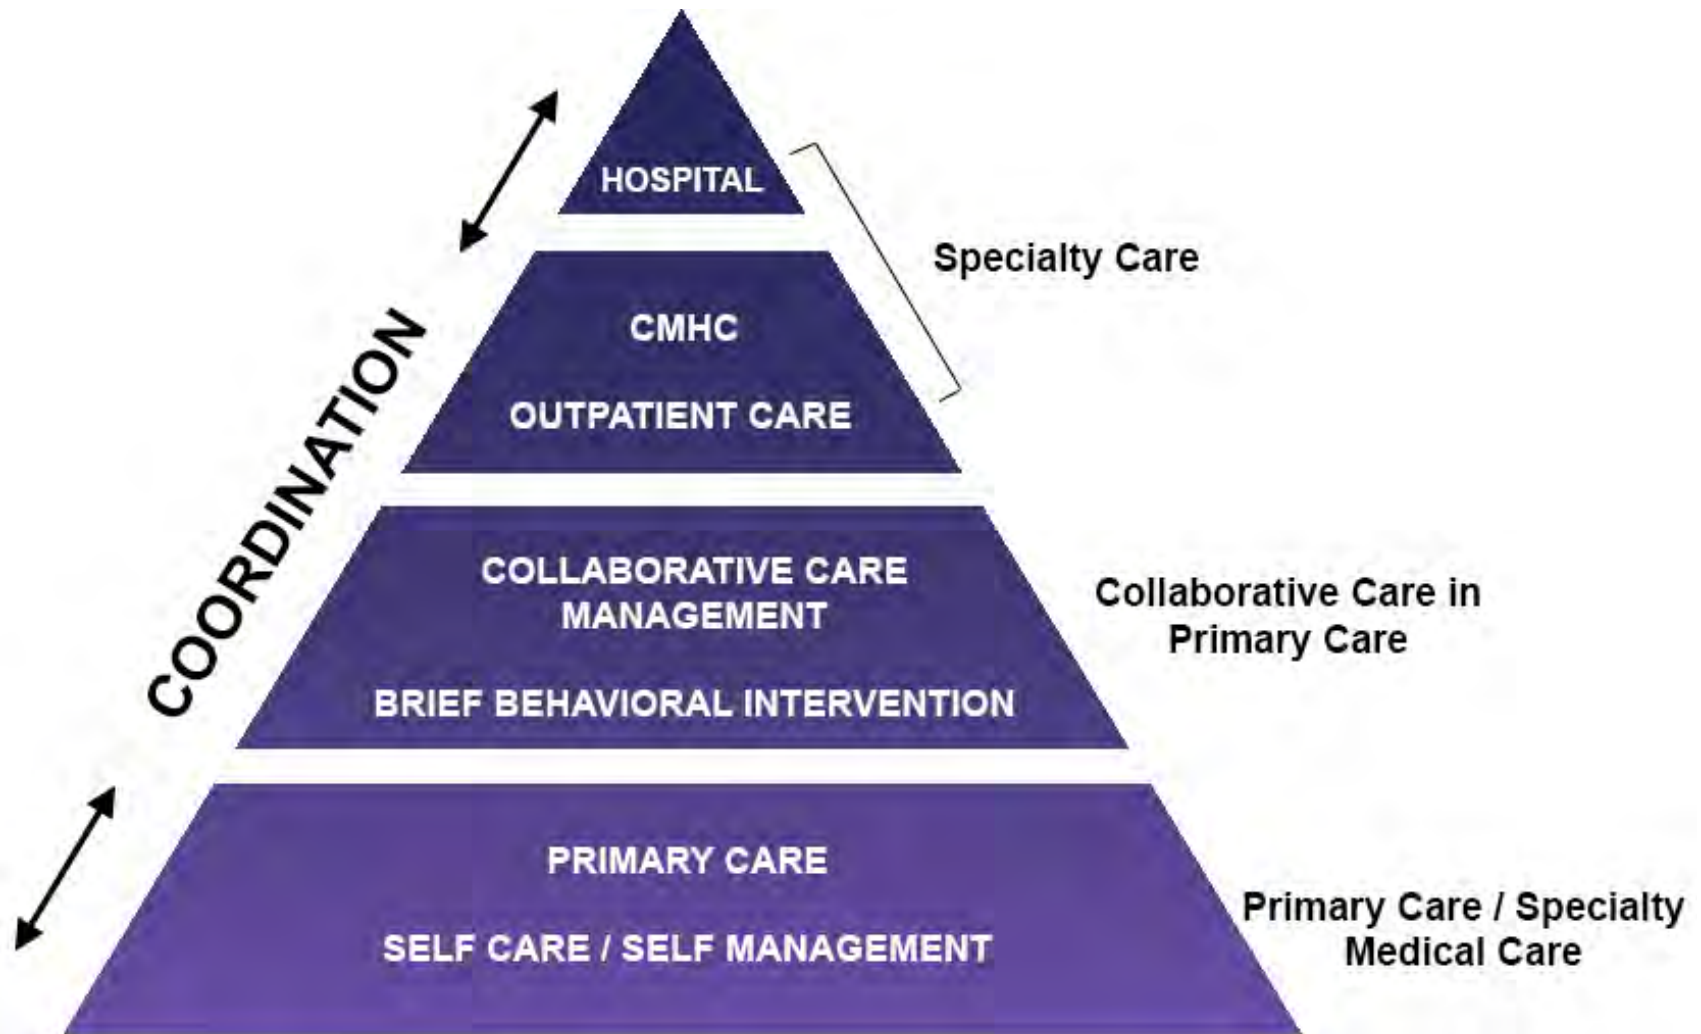 HOSPITAL
Specialty Care
CMHC
OUTPATIENT CARE
COORDINATION
COLLABORATIVE CARE
MANAGEMENT
BRIEF BEHAVIORAL INTERVENTION
Collaborative Care in
Primary Care
PRIMARY CARE
SELF CARE / SELF MANAGEMENT
Primary Care / Specialty
Medical Care